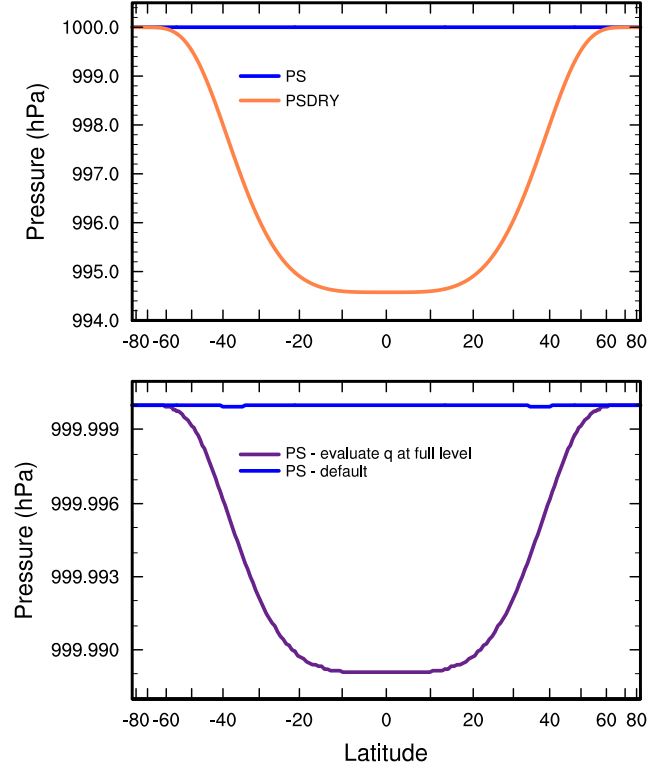 Pressure (hPa)
1000.0
999.0
998.0
997.0
996.0
995.0
994.0
PS
PSDRY
-80 -60 -40 -20 0 20 40 60 80
Pressure (hPa)
999.999
999.996
999.993
999.990
PS - evaluate q at full level
PS - default
-80 -60 -40 -20 0 20 40 60 80
Latitude